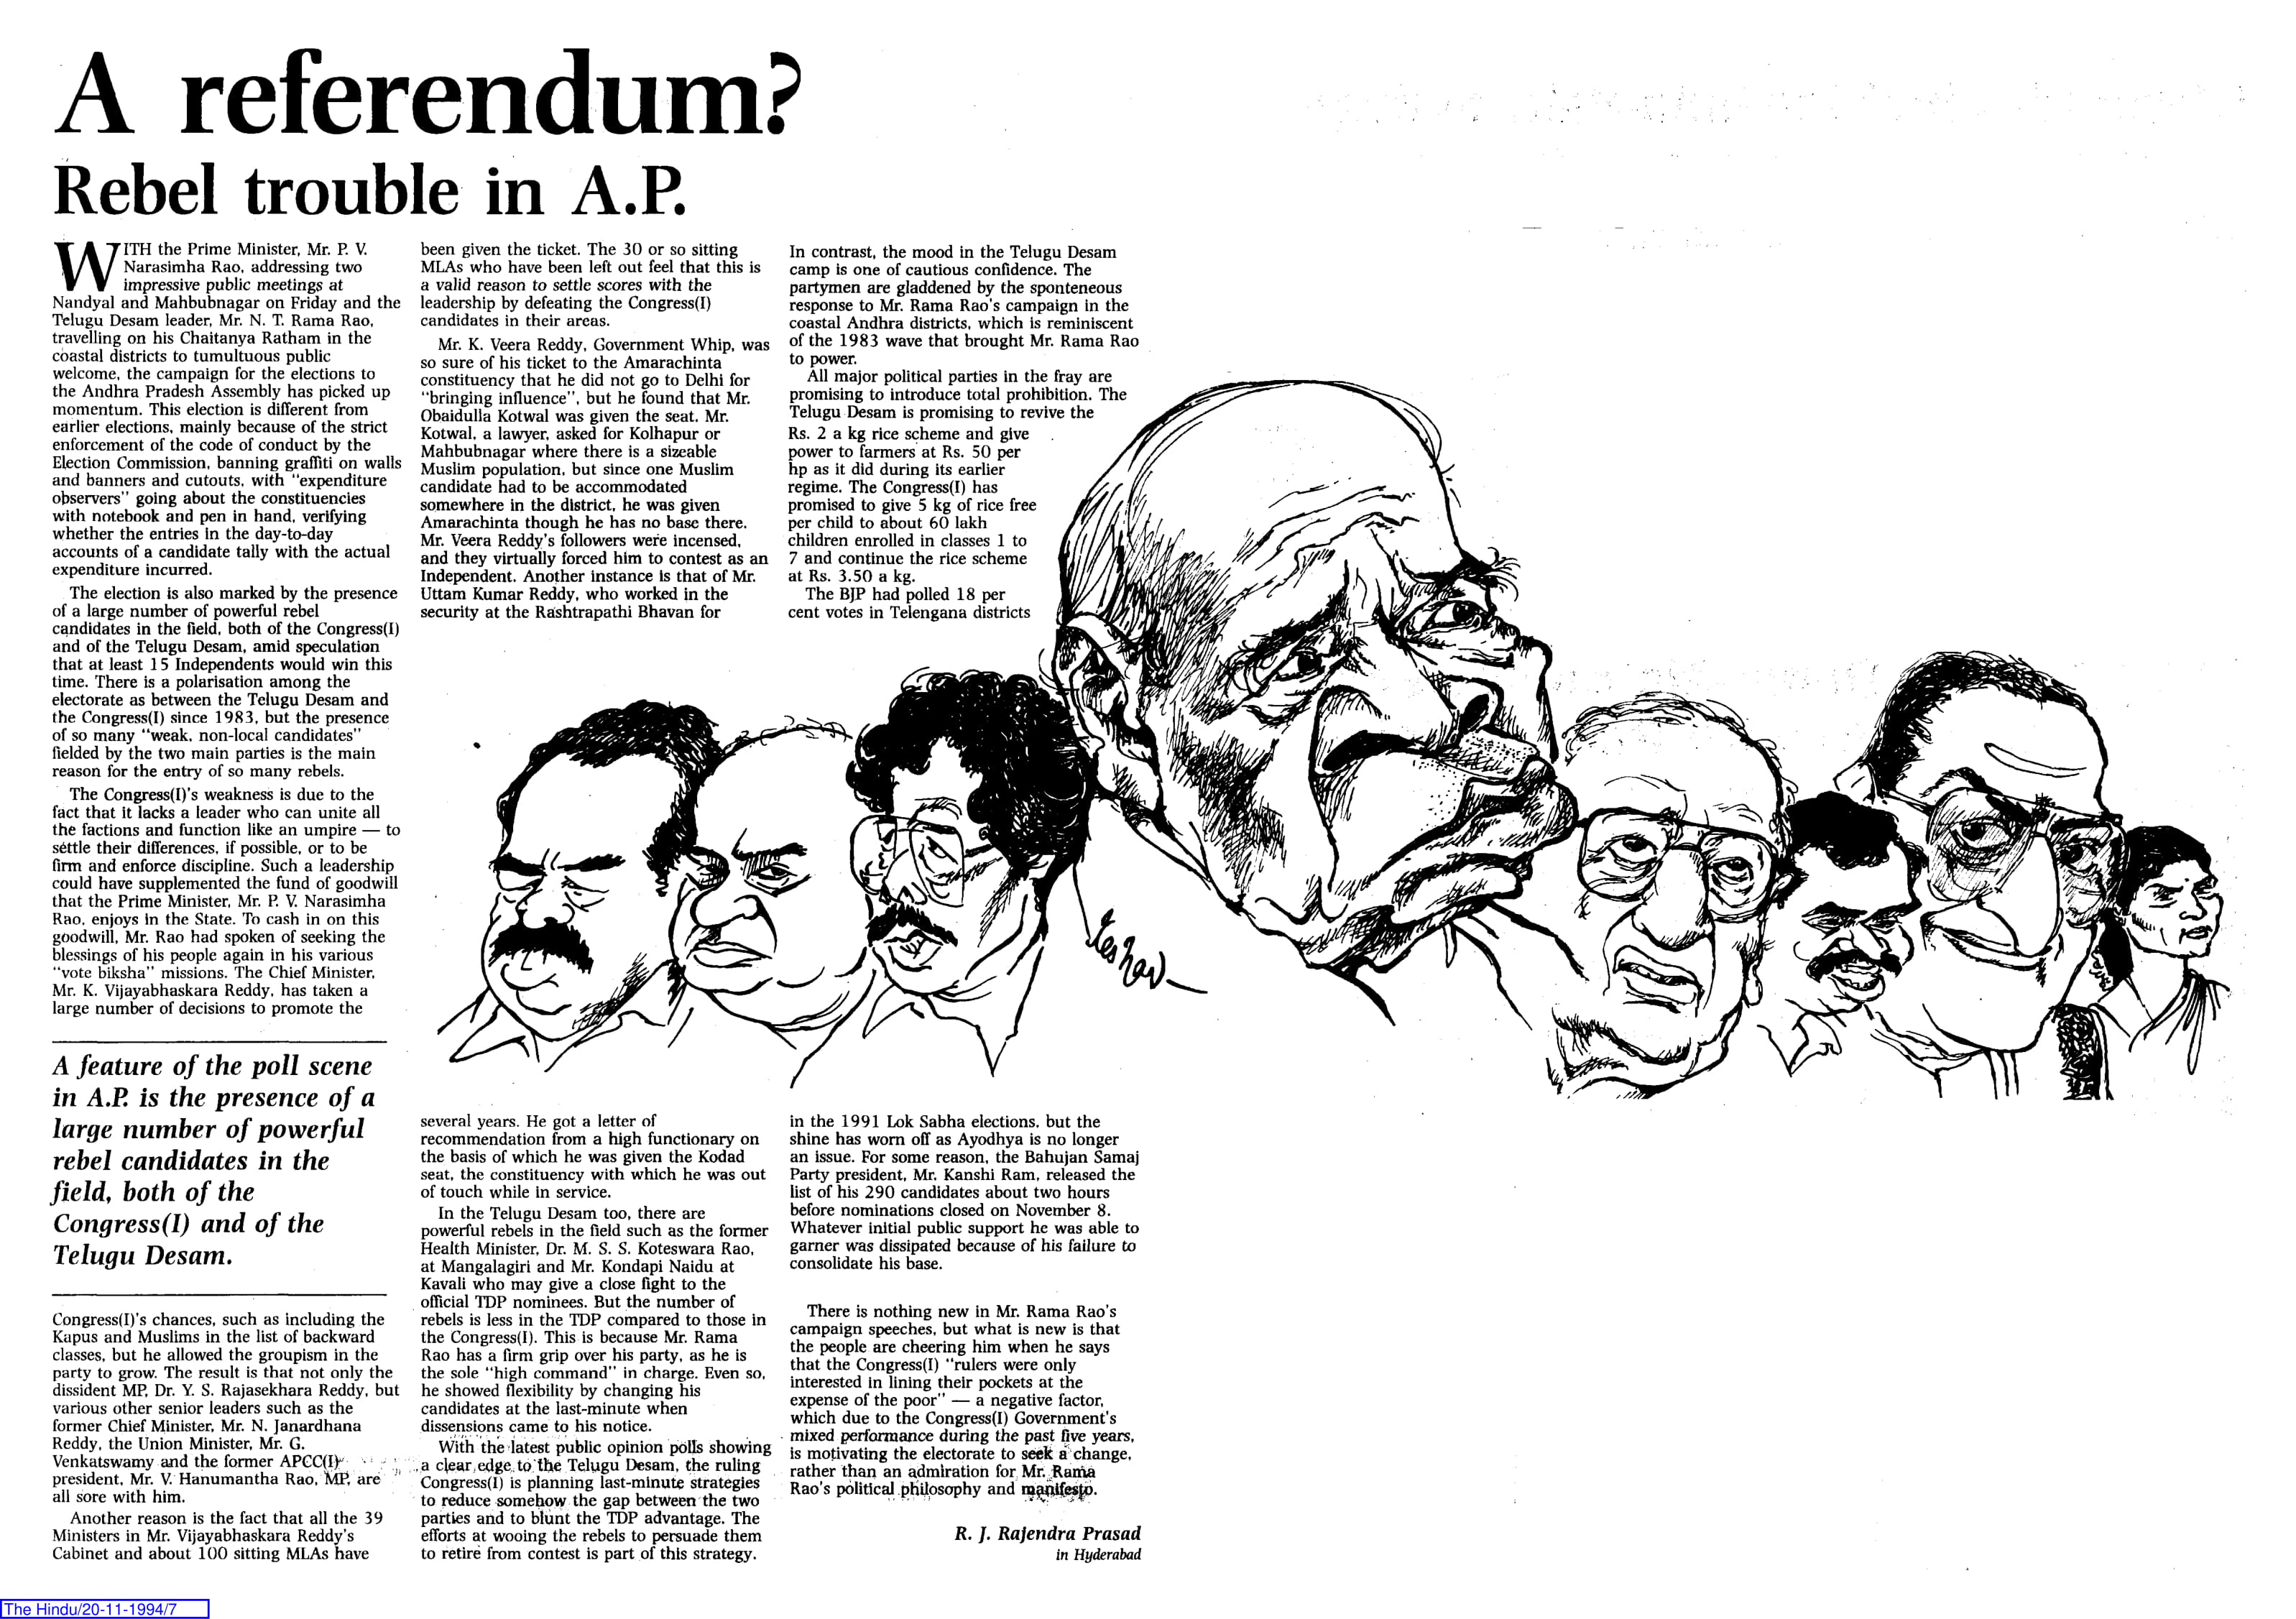 A referendum?
Rebel trouble in A.P.
WITH the Prime Minister, Mr. P. V.
Narasimha Rao, addressing two
impressive public meetings at
Nandyal and Mahbubnagar on Friday and the
Telugu Desam leader, Mr. N. T. Rama Rao,
travelling on his Chaitanya Ratham in the
coastal districts to tumultuous public
welcome, the campaign for the elections to
the Andhra Pradesh Assembly has picked up
momentum. This election is different from
earlier elections, mainly because of the strict
enforcement of the code of conduct by the
Election Commission, banning graffiti on walls
and banners and cutouts, with "expenditure
observers" going about the constituencies
with notebook and pen in hand, verifying
whether the entries in the day-to-day
accounts of a candidate tally with the actual
expenditure incurred.
The election is also marked by the presence
of a large number of powerful rebel
candidates in the field, both of the Congress(I)
and of the Telugu Desam, amid speculation
that at least 15 Independents would win this
time. There is a polarisation among the
electorate as between the Telugu Desam and
the Congress(I) since 1983, but the presence
of so many "weak, non-local candidates"
fielded by the two main parties is the main
reason for the entry of so many rebels.
The Congress(I)'s weakness is due to the
fact that it lacks a leader who can unite all
the factions and function like an umpire — to
settle their differences, if possible, or to be
firm and enforce discipline. Such a leadership
could have supplemented the fund of goodwill
that the Prime Minister, Mr. P. V. Narasimha
Rao, enjoys in the State. To cash in on this
goodwill, Mr. Rao had spoken of seeking the
blessings of his people again in his various
"vote biksha" missions. The Chief Minister,
Mr. K. Vijayabhaskara Reddy, has taken a
large number of decisions to promote the
A feature of the poll scene
in A.P. is the presence of a
large number of powerful
rebel candidates in the
field, both of the
Congress(I) and of the
Telugu Desam.
Congress(I)'s chances, such as including the
Kapus and Muslims in the list of backward
classes, but he allowed the groupism in the
party to grow. The result is that not only the
dissident MP, Dr. Y. S. Rajasekhara Reddy, but
various other senior leaders such as the
former Chief Minister, Mr. N. Janardhana
Reddy, the Union Minister, Mr. G.
Venkatswamy and the former APCC(I)
president, Mr. V. Hanumantha Rao, MP, are
all sore with him.
Another reason is the fact that all the 39
Ministers in Mr. Vijayabhaskara Reddy's
Cabinet and about 100 sitting MLAs have
been given the ticket. The 30 or so sitting
MLAs who have been left out feel that this is
a valid reason to settle scores with the
leadership by defeating the Congress(I)
candidates in their areas.
Mr. K. Veera Reddy, Government Whip, was
so sure of his ticket to the Amarachinta
constituency that he did not go to Delhi for
"bringing influence", but he found that Mr.
Obaidulla Kotwal was given the seat. Mr.
Kotwal, a lawyer, asked for Kolhapur or
Mahbubnagar where there is a sizeable
Muslim population, but since one Muslim
candidate had to be accommodated
somewhere in the district, he was given
Amarachinta though he has no base there.
Mr. Veera Reddy's followers were incensed,
and they virtually forced him to contest as an
Independent. Another instance is that of Mr.
Uttam Kumar Reddy, who worked in the
security at the Rashtrapathi Bhavan for
several years. He got a letter of
recommendation from a high functionary on
the basis of which he was given the Kodad
seat, the constituency with which he was out
of touch while in service.
In the Telugu Desam too, there are
powerful rebels in the field such as the former
Health Minister, Dr. M. S. S. Koteswara Rao,
at Mangalagiri and Mr. Kondapi Naidu at
Kavali who may give a close fight to the
official TDP nominees. But the number of
rebels is less in the TDP compared to those in
the Congress(I). This is because Mr. Rama
Rao has a firm grip over his party, as he is
the sole "high command" in charge. Even so,
he showed flexibility by changing his
candidates at the last-minute when
dissensions came to his notice.
With the latest public opinion polls showing
a clear edge to the Telugu Desam, the ruling
Congress(I) is planning last-minute strategies
to reduce somehow the gap between the two
parties and to blunt the TDP advantage. The
efforts at wooing the rebels to persuade them
to retire from contest is part of this strategy.
In contrast, the mood in the Telugu Desam
camp is one of cautious confidence. The
partymen are gladdened by the sponteneous
response to Mr. Rama Rao's campaign in the
coastal Andhra districts, which is reminiscent
of the 1983 wave that brought Mr. Rama Rao
to power.
All major political parties in the fray are
promising to introduce total prohibition. The
Telugu Desam is promising to revive the
Rs. 2 a kg rice scheme and give
power to farmers at Rs. 50 per
hp as it did during its earlier
regime. The Congress(I) has
promised to give 5 kg of rice free
per child to about 60 lakh
children enrolled in classes 1 to
7 and continue the rice scheme
at Rs. 3.50 a kg.
The BJP had polled 18 per
cent votes in Telengana districts
in the 1991 Lok Sabha elections, but the
shine has worn off as Ayodhya is no longer
an issue. For some reason, the Bahujan Samaj
Party president, Mr. Kanshi Ram, released the
list of his 290 candidates about two hours
before nominations closed on November 8.
Whatever initial public support he was able to
garner was dissipated because of his failure to
consolidate his base.
There is nothing new in Mr. Rama Rao's
campaign speeches, but what is new is that
the people are cheering him when he says
that the Congress(I) "rulers were only
interested in lining their pockets at the
expense of the poor" — a negative factor,
which due to the Congress(I) Government's
mixed performance during the past five years,
is motivating the electorate to seek a change,
rather than an admiration for Mr. Rama
Rao's political philosophy and manifesto.
R. J. Rajendra Prasad
in Hyderabad
Keshav
The Hindu/20-11-1994/7